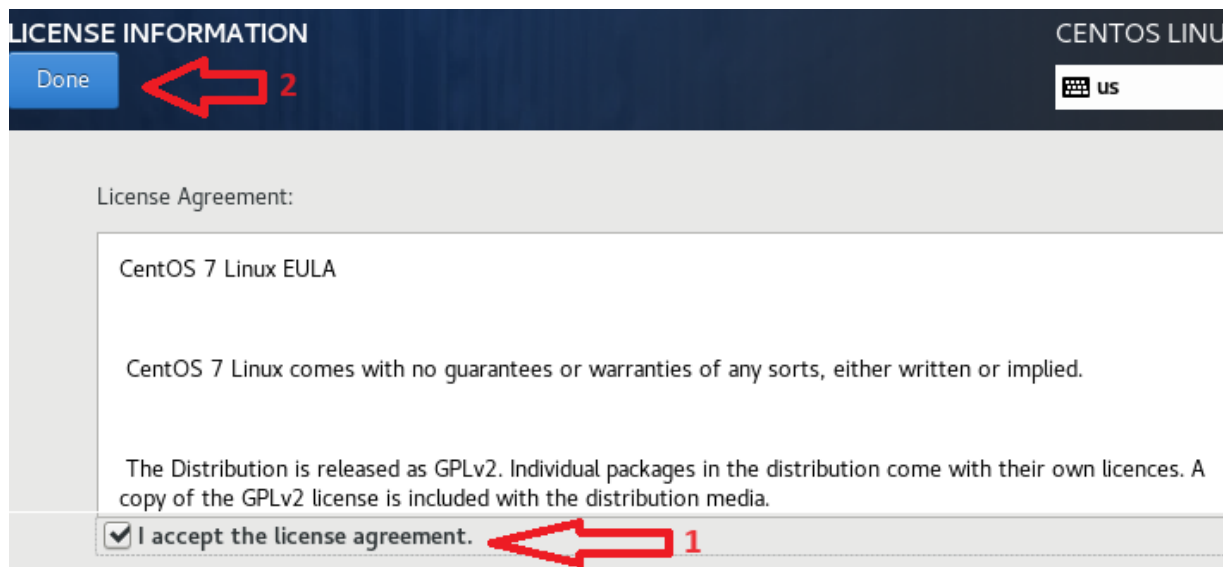 LICENSE INFORMATION
CENTOS LINU
Done
2
us
License Agreement:
CentOS 7 Linux EULA
CentOS 7 Linux comes with no guarantees or warranties of any sorts, either written or implied.
The Distribution is released as GPLv2. Individual packages in the distribution come with their own licences. A
copy of the GPLv2 license is included with the distribution media.
I accept the license agreement.
1